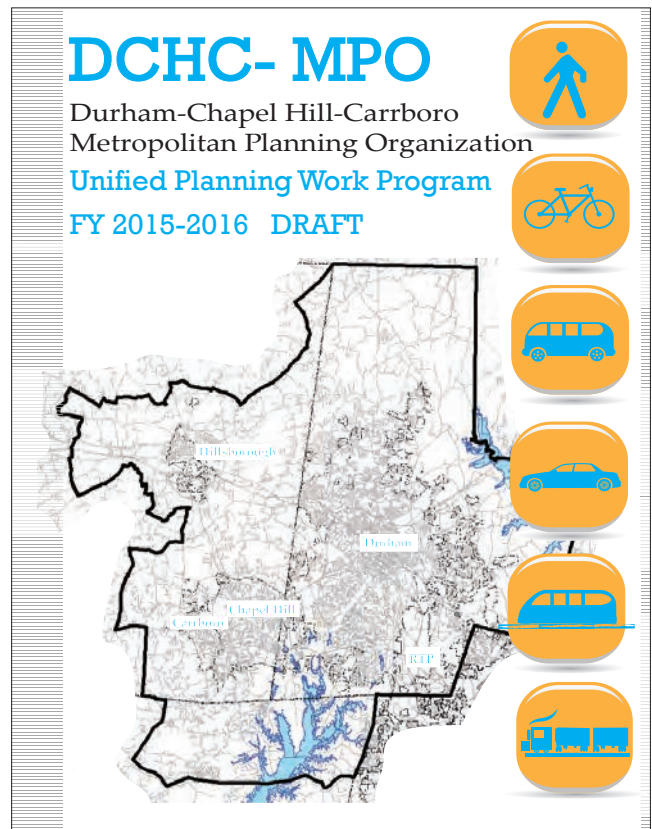 DCHC- MPO
Durham-Chapel Hill-Carrboro
Metropolitan Planning Organization
Unified Planning Work Program
FY 2015-2016 DRAFT
Hillsborough
Durham
Chapel Hill
Carrboro
RTP